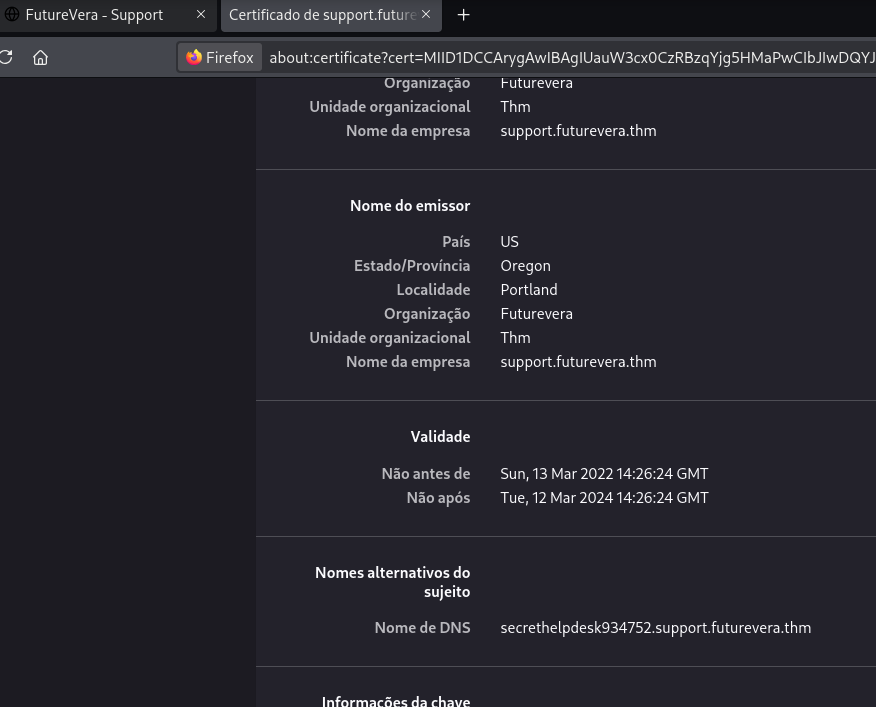 FutureVera - Support
Certificado de support.future
Firefox about:certificate?cert=MIID1DCCArygAwIBAgIUauW3cx0CzRBzqYjg5HMaPwCIbJIwDQYJ
Organização Futurevera
Unidade organizacional Thm
Nome da empresa support.futurevera.thm
Nome do emissor
País US
Estado/Província Oregon
Localidade Portland
Organização Futurevera
Unidade organizacional Thm
Nome da empresa support.futurevera.thm
Validade
Não antes de Sun, 13 Mar 2022 14:26:24 GMT
Não após Tue, 12 Mar 2024 14:26:24 GMT
Nomes alternativos do
sujeito
Nome de DNS secrethelpdesk934752.support.futurevera.thm
Informações da chave